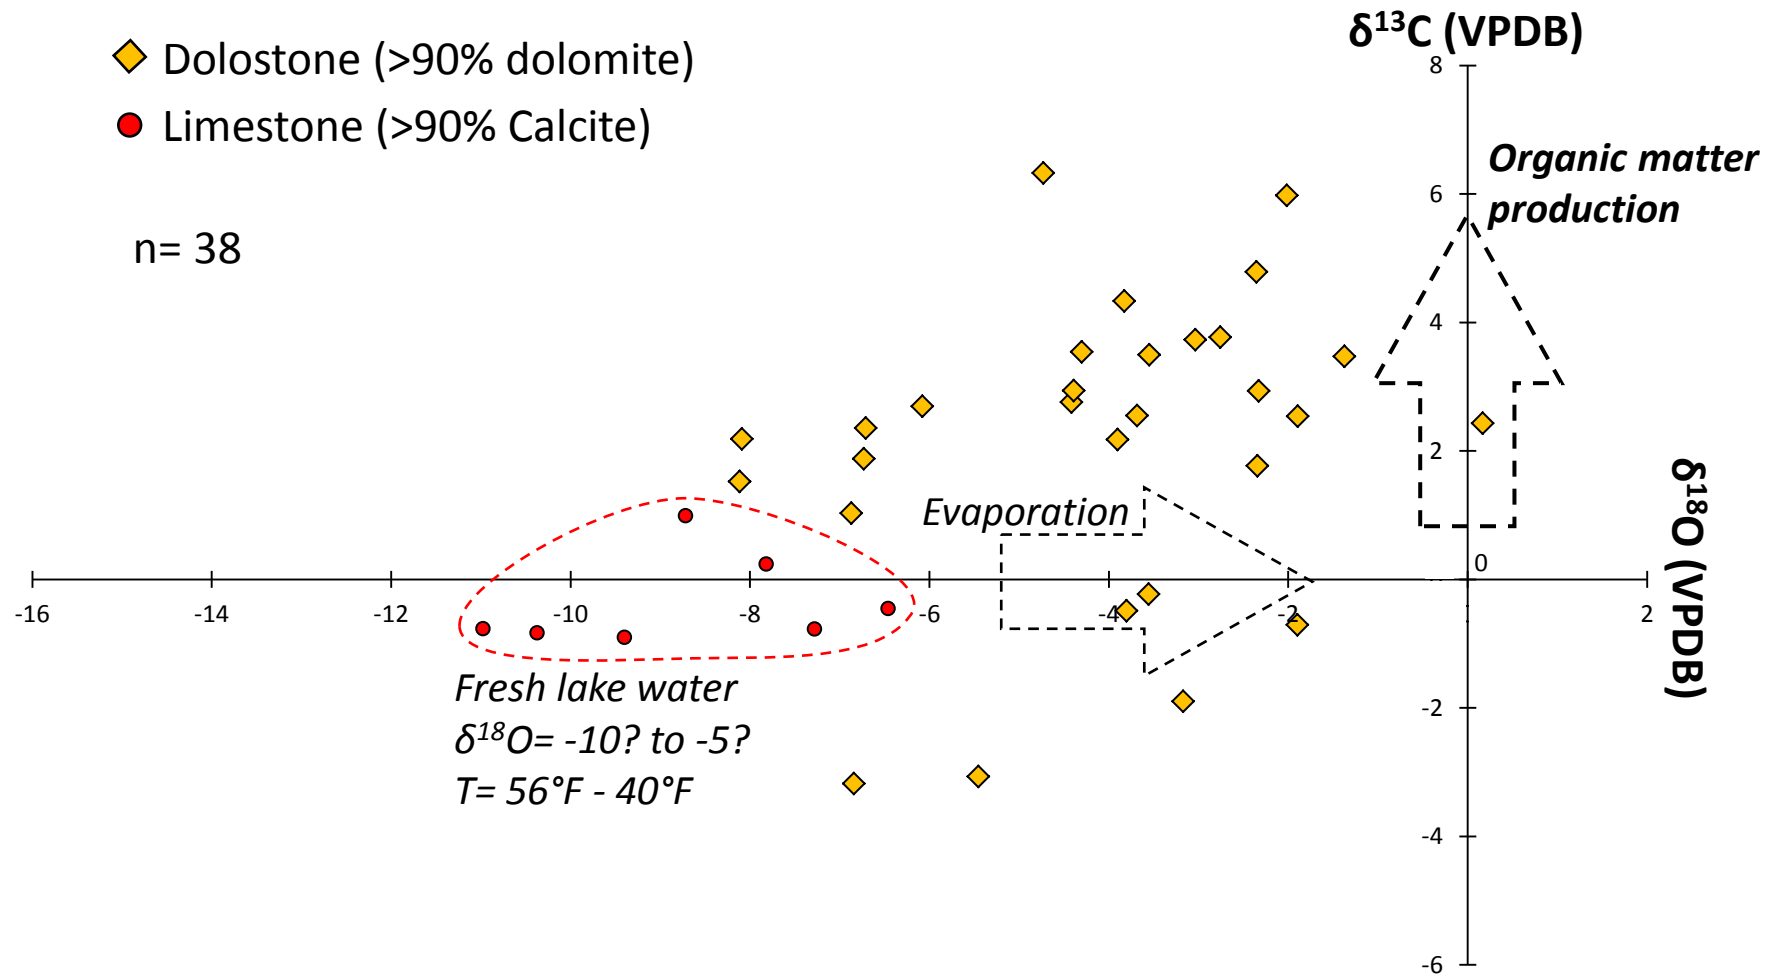 δ¹³C (VPDB)
Dolostone (>90% dolomite)
Limestone (>90% Calcite)
n= 38
8
6
4
2
0
-2
-4
-6
Organic matter
production
Evaporation
-16
-14
-12
-10
-8
-6
-4
-2
2
δ¹⁸O (VPDB)
Fresh lake water
δ¹⁸O= -10? to -5?
T= 56°F - 40°F